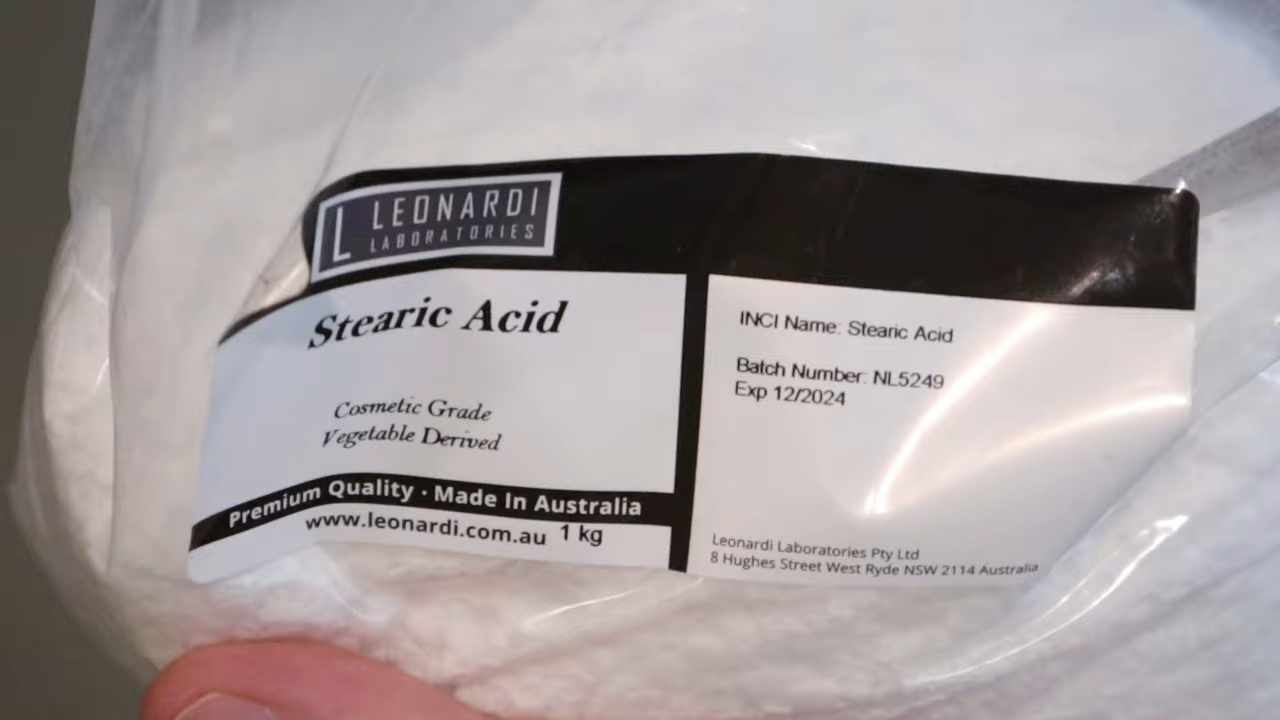 L LEONARDI
LABORATORIES
Stearic Acid
Cosmetic Grade
Vegetable Derived
Premium Quality · Made In Australia
www.leonardi.com.au 1 kg
INCI Name: Stearic Acid
Batch Number: NL5249
Exp 12/2024
Leonardi Laboratories Pty Ltd
8 Hughes Street West Ryde NSW 2114 Australia